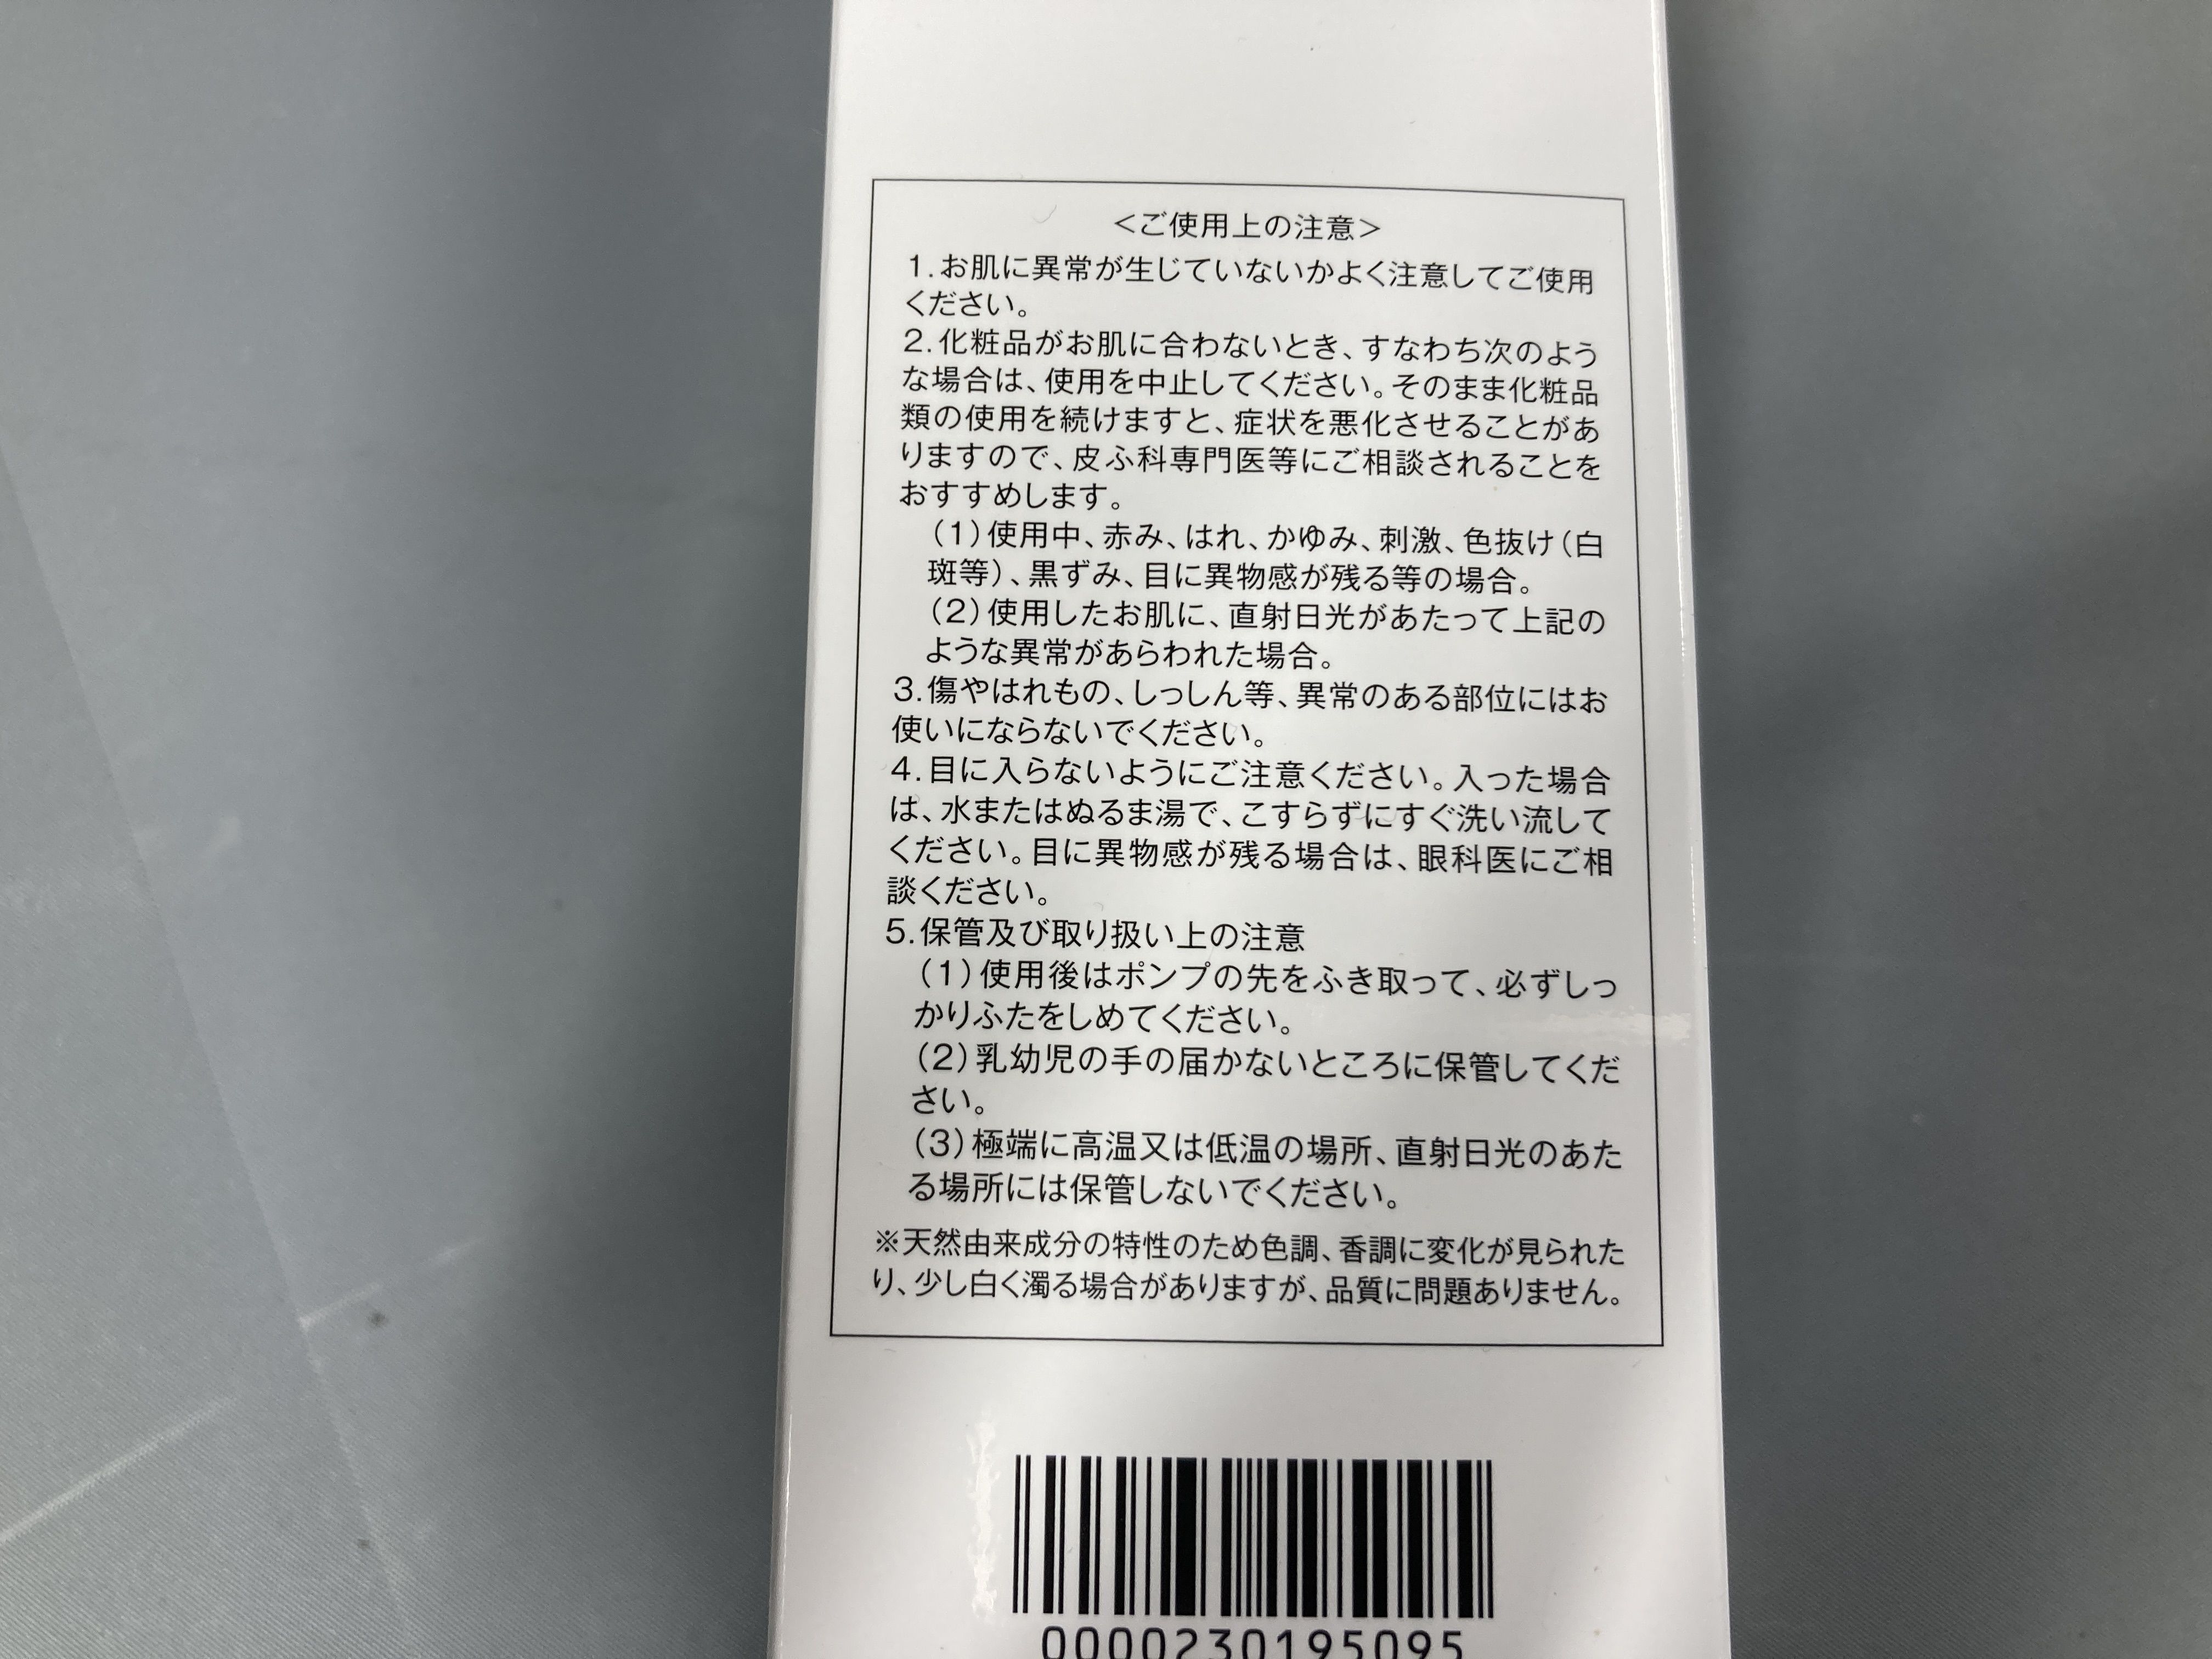 ＜ご使用上の注意＞
1.お肌に異常が生じていないかよく注意してご使用
ください。
2.化粧品がお肌に合わないとき、すなわち次のよう
な場合は、使用を中止してください。そのまま化粧品
類の使用を続けますと、症状を悪化させることがあ
りますので、皮ふ科専門医等にご相談されることを
おすすめします。
（1）使用中、赤み、はれ、かゆみ、刺激、色抜け（白
斑等）、黒ずみ、目に異物感が残る等の場合。
（2）使用したお肌に、直射日光があたって上記の
ような異常があらわれた場合。
3.傷やはれもの、しっしん等、異常のある部位にはお
使いにならないでください。
4.目に入らないようにご注意ください。入った場合
は、水またはぬるま湯で、こすらずにすぐ洗い流して
ください。目に異物感が残る場合は、眼科医にご相
談ください。
5.保管及び取り扱い上の注意
（1）使用後はポンプの先をふき取って、必ずしっ
かりふたをしめてください。
（2）乳幼児の手の届かないところに保管してくだ
さい。
（3）極端に高温又は低温の場所、直射日光のあた
る場所には保管しないでください。
※天然由来成分の特性のため色調、香調に変化が見られた
り、少し白く濁る場合がありますが、品質に問題ありません。
0000230195095